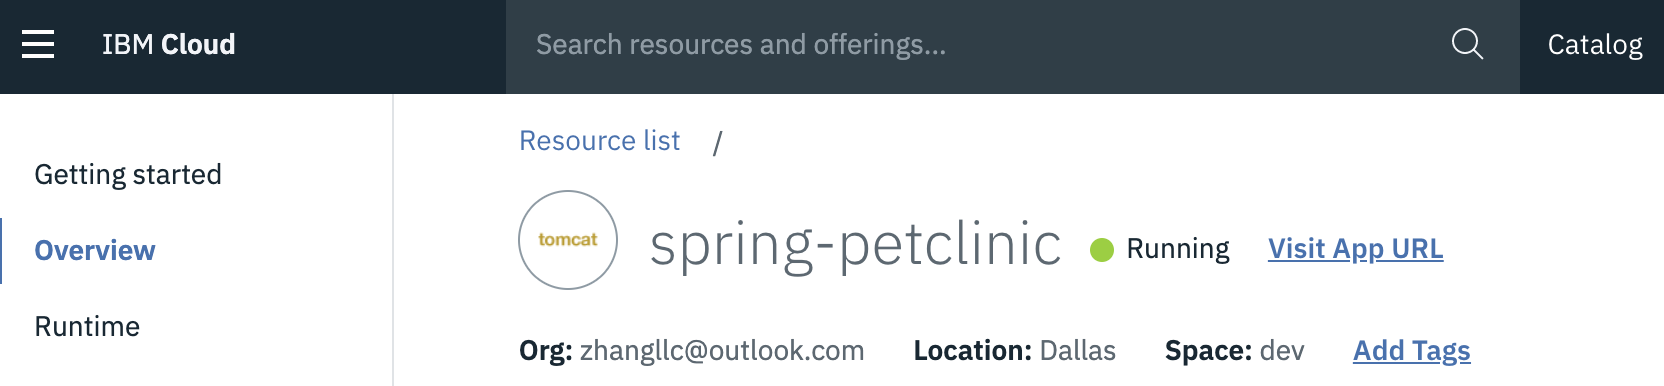 IBM Cloud Search resources and offerings... Catalog
Getting started
Overview
Runtime
Resource list /
tomcat spring-petclinic Running Visit App URL
Org: zhangllc@outlook.com Location: Dallas Space: dev Add Tags